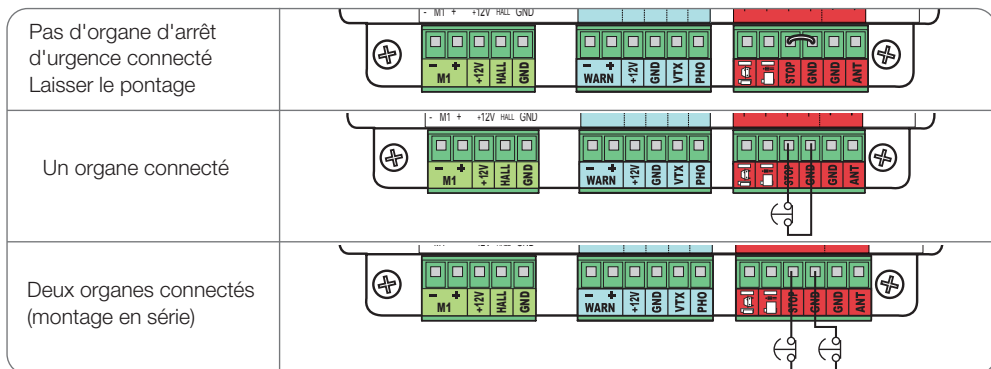 Pas d'organe d'arrêt
d'urgence connecté
Laisser le pontage
- M1 + +12V HALL GND
- + +12V HALL GND WARN +12V GND VTX PHO STOP GND GND ANT
M1
Un organe connecté
- M1 + +12V HALL GND
- + +12V HALL GND WARN +12V GND VTX PHO STOP GND GND ANT
M1
Deux organes connectés
(montage en série)
- + +12V HALL GND WARN +12V GND VTX PHO STOP GND GND ANT
M1